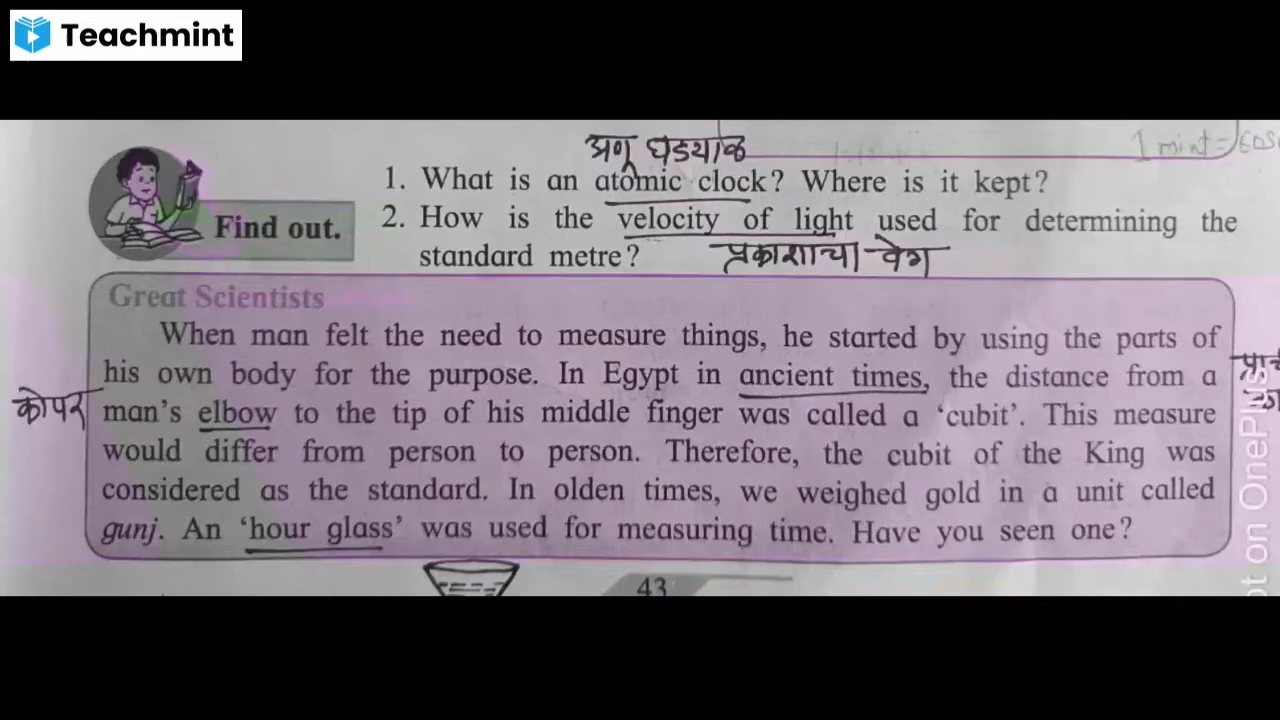 Teachmint
अणू घड्याळ
1 mint = 60s
1. What is an atomic clock? Where is it kept?
Find out.
2. How is the velocity of light used for determining the
standard metre?
प्रकाशाचा वेग
Great Scientists
When man felt the need to measure things, he started by using the parts of
his own body for the purpose. In Egypt in ancient times, the distance from a
कोपर
man's elbow to the tip of his middle finger was called a 'cubit'. This measure
would differ from person to person. Therefore, the cubit of the King was
considered as the standard. In olden times, we weighed gold in a unit called
gunj. An 'hour glass' was used for measuring time. Have you seen one?
43
ot on OnePlus